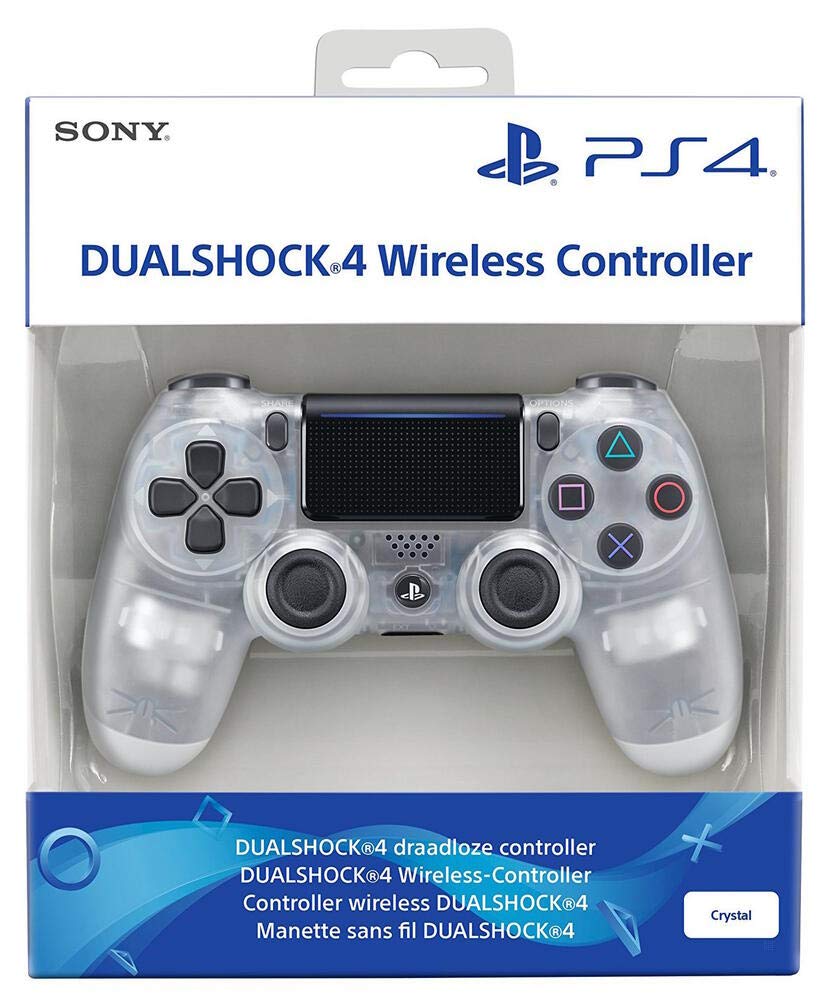 SONY®
PS4®
DUALSHOCK®4 Wireless Controller
SHARE
OPTIONS
EXT
DUALSHOCK®4 draadloze controller
DUALSHOCK®4 Wireless-Controller
Controller wireless DUALSHOCK®4
Manette sans fil DUALSHOCK®4
Crystal